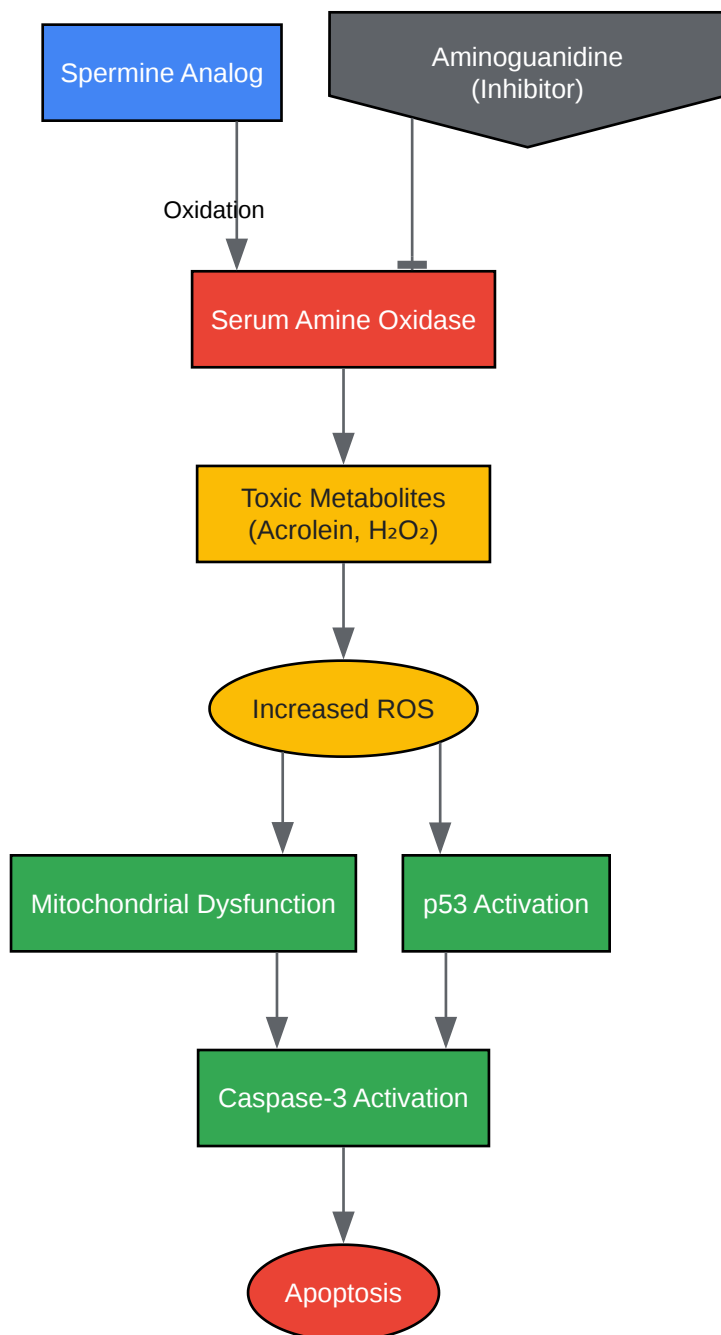 Spermine Analog
Aminoguanidine
(Inhibitor)
Oxidation
Serum Amine Oxidase
Toxic Metabolites
(Acrolein, H₂O₂)
Increased ROS
Mitochondrial Dysfunction
p53 Activation
Caspase-3 Activation
Apoptosis